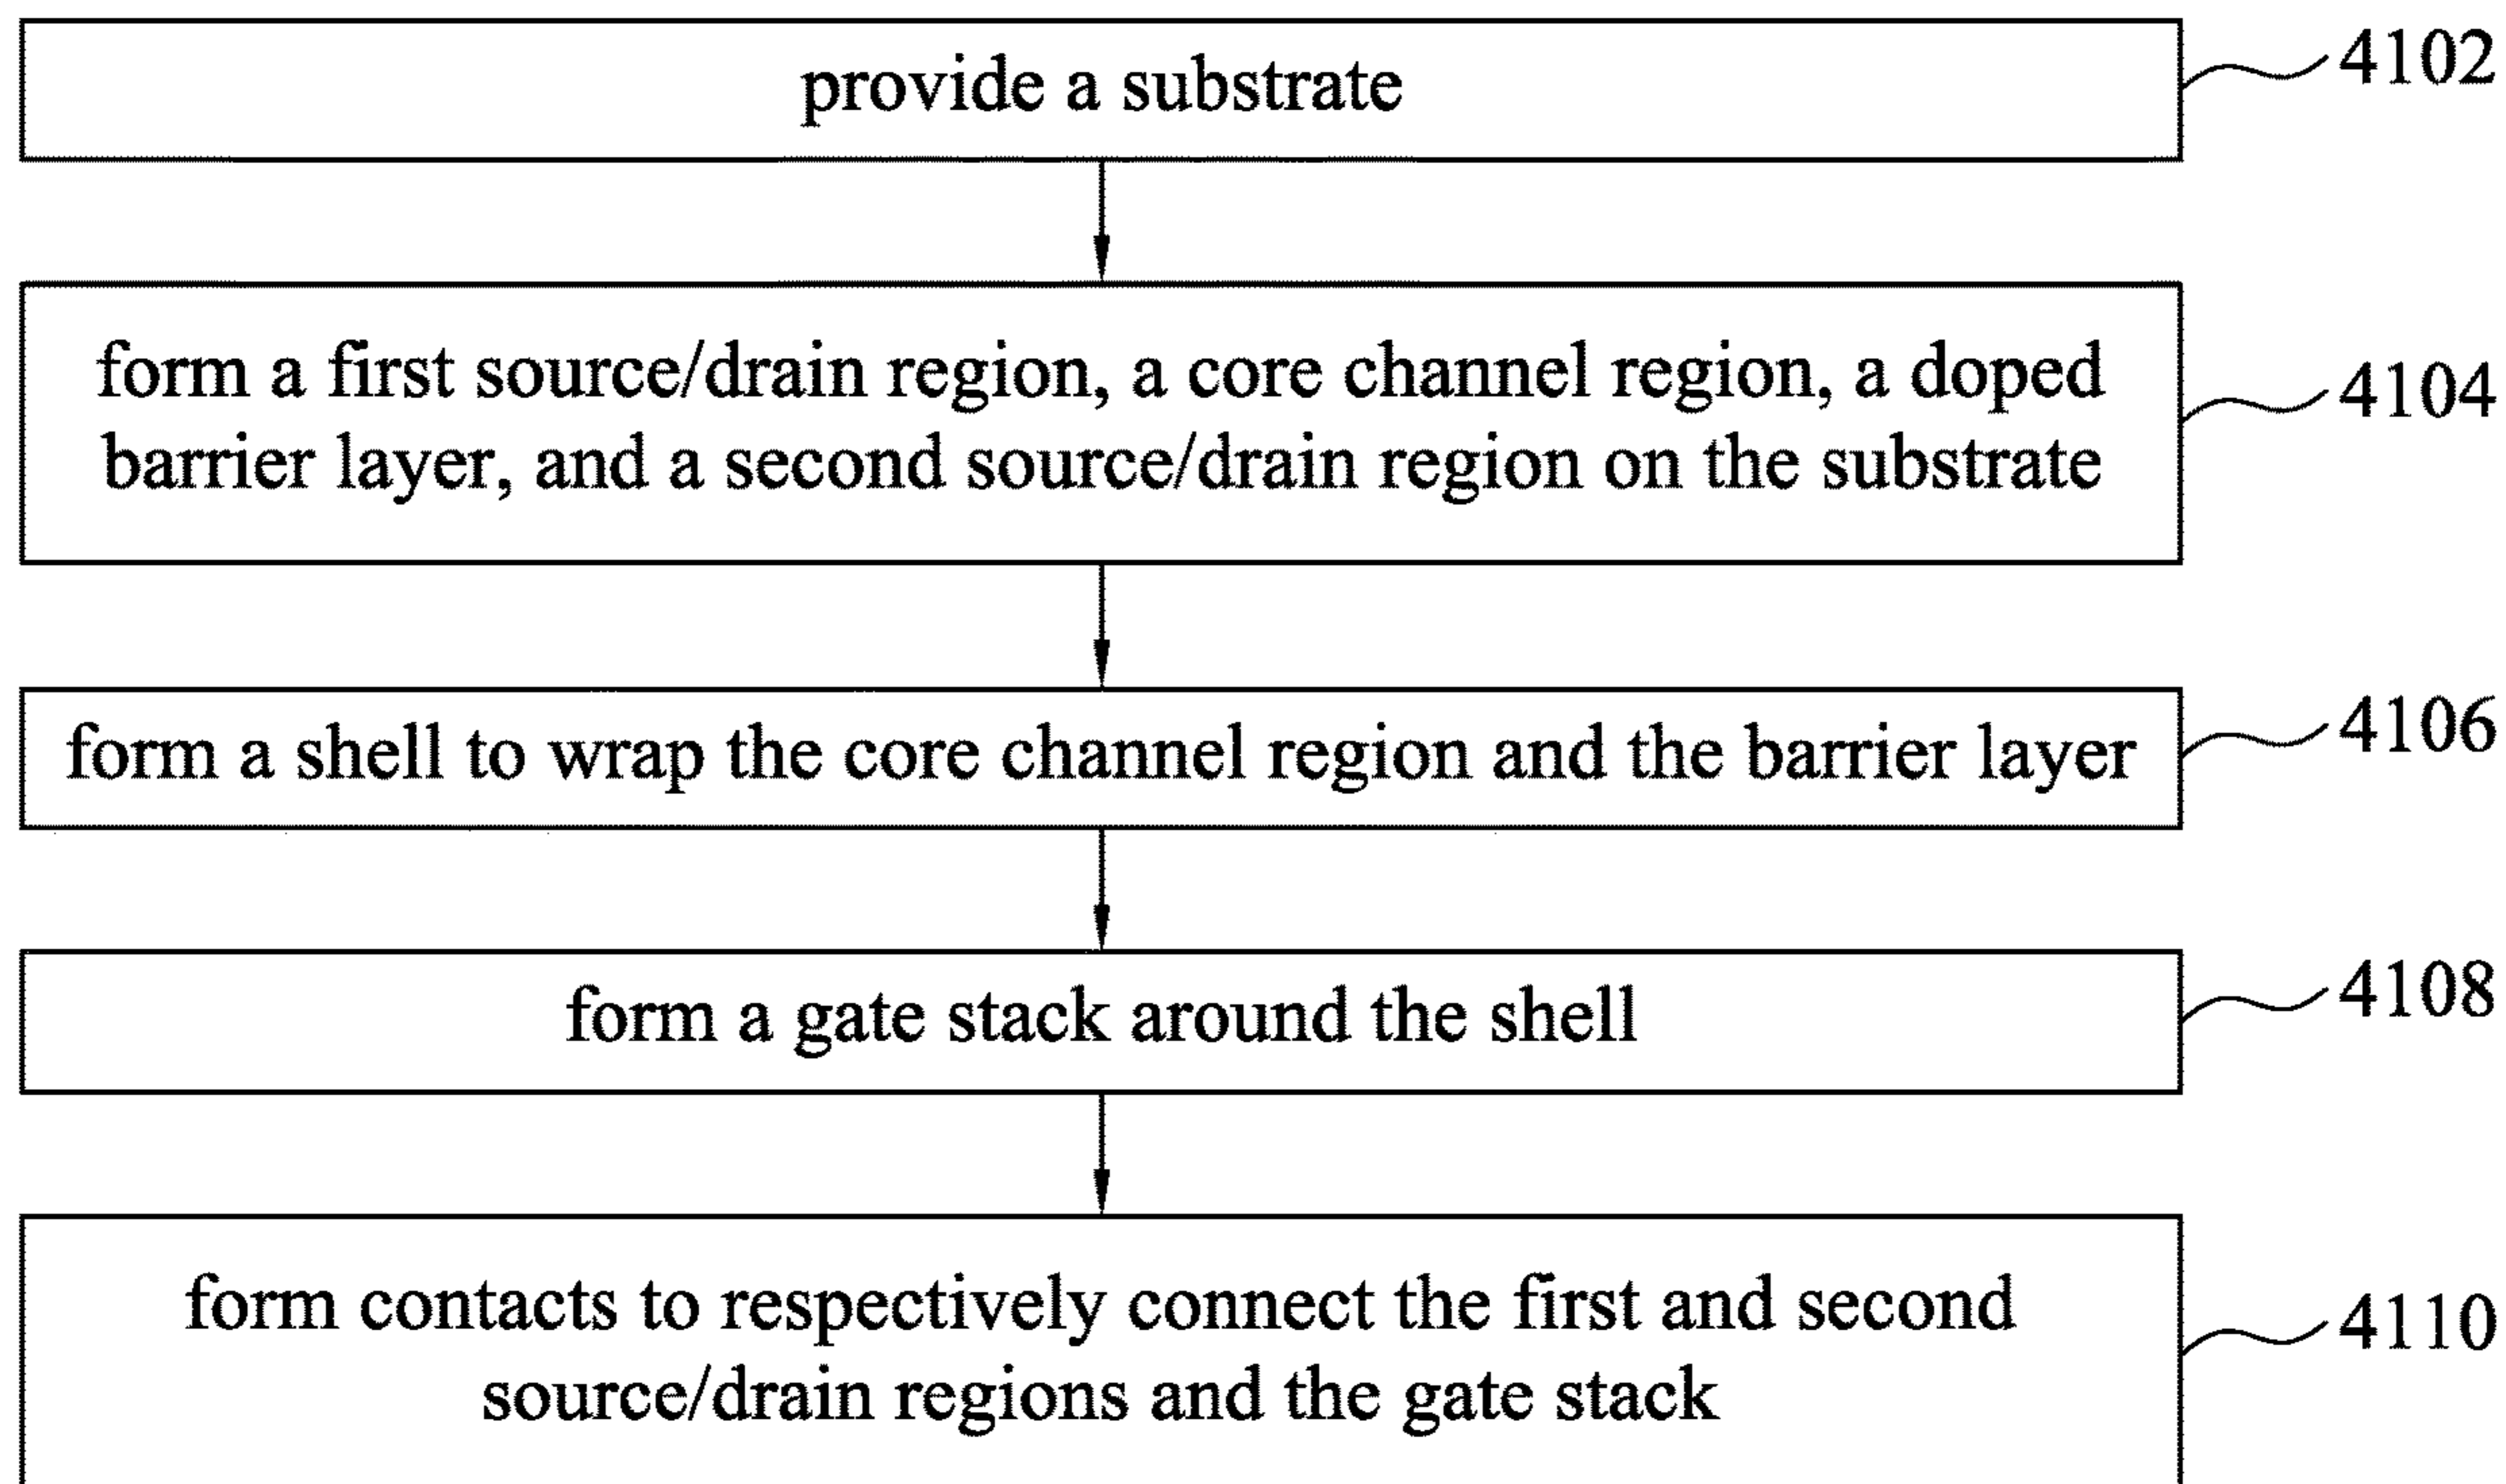 provide a substrate
4102
form a first source/drain region, a core channel region, a doped
barrier layer, and a second source/drain region on the substrate
4104
form a shell to wrap the core channel region and the barrier layer
4106
form a gate stack around the shell
4108
form contacts to respectively connect the first and second
source/drain regions and the gate stack
4110